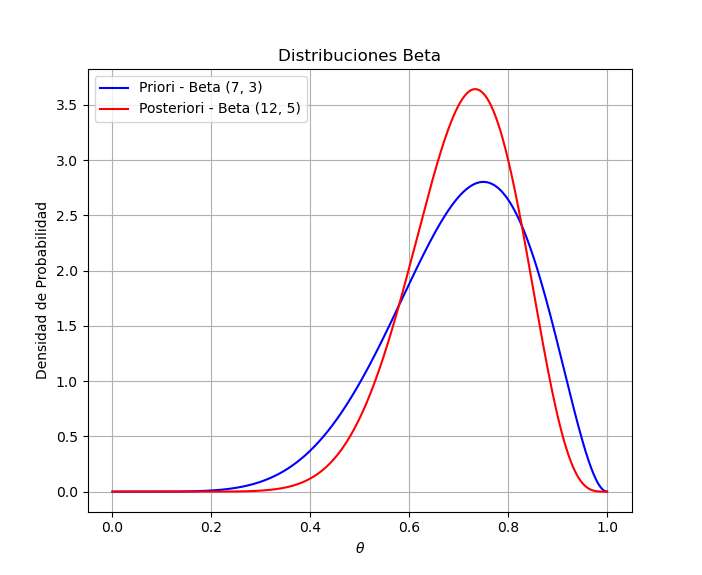 Distribuciones Beta
Priori - Beta (7, 3)
Posteriori - Beta (12, 5)
Densidad de Probabilidad
3.5
3.0
2.5
2.0
1.5
1.0
0.5
0.0
0.0 0.2 0.4 0.6 0.8 1.0
θ